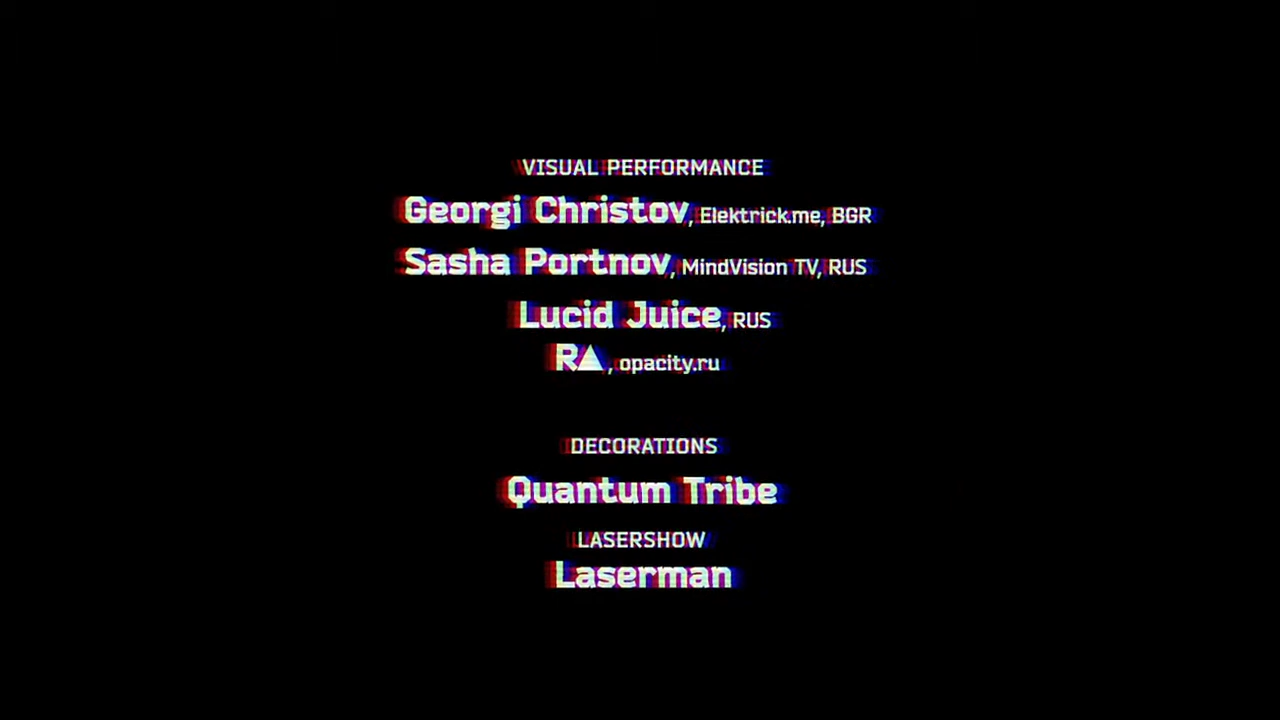 VISUAL PERFORMANCE
Georgi Christov, Elektrick.me, BGR
Sasha Portnov, MindVision TV, RUS
Lucid Juice, RUS
R▲, opacity.ru
DECORATIONS
Quantum Tribe
LASERSHOW
Laserman